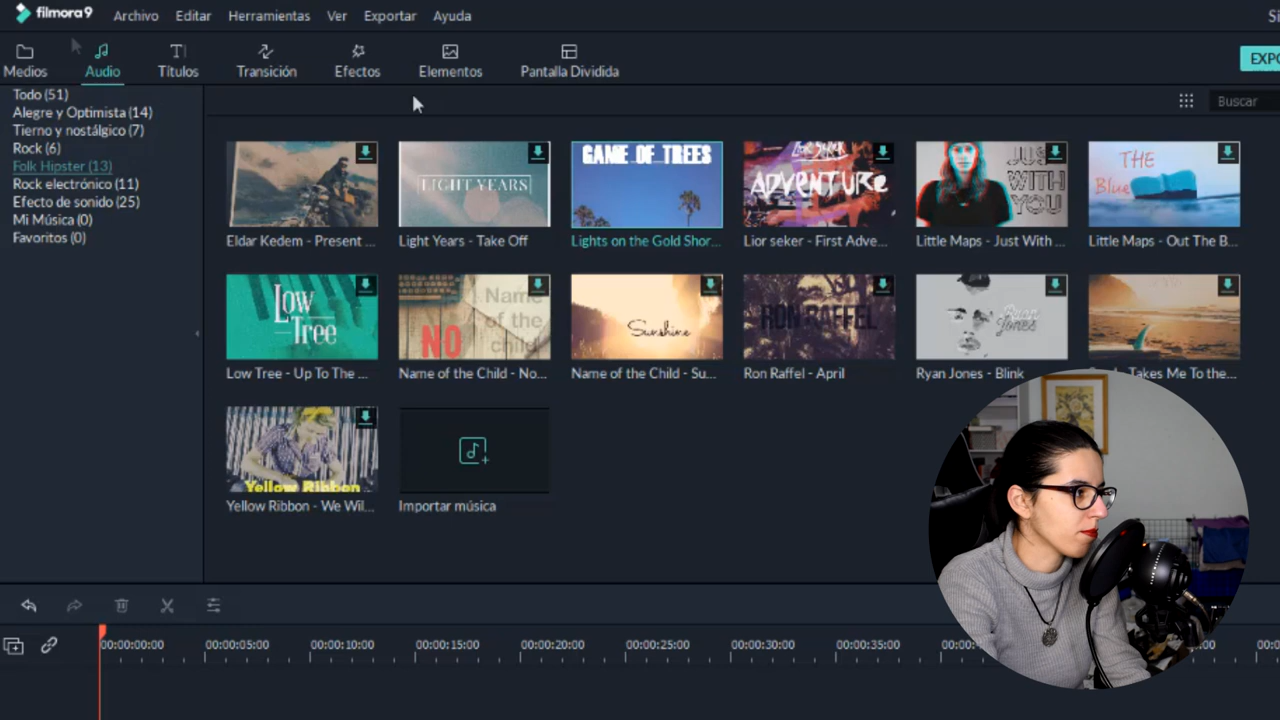 filmora9 Archivo Editar Herramientas Ver Exportar Ayuda
Medios Audio Títulos Transición Efectos Elementos Pantalla Dividida
Todo (51)
Alegre y Optimista (14)
Tierno y nostálgico (7)
Rock (6)
Folk Hipster (13)
Rock electrónico (11)
Efecto de sonido (25)
Mi Música (0)
Favoritos (0)
Buscar
LIGHT YEARS
GAME OF TREES
ADVENTURE
JUS
WITH
YOU
THE
Blue
Eldar Kedem - Present ...
Light Years - Take Off
Lights on the Gold Shor...
Lior seker - First Adve...
Little Maps - Just With ...
Little Maps - Out The B...
Low
Tree
NO
Name
of the
child
Sunshine
RON RAFFEL
Ryan
Jones
Low Tree - Up To The ...
Name of the Child - No...
Name of the Child - Su...
Ron Raffel - April
Ryan Jones - Blink
Takes Me To the...
Yellow Ribbon
Yellow Ribbon - We Wil...
Importar música
00:00:00:00 00:00:05:00 00:00:10:00 00:00:15:00 00:00:20:00 00:00:25:00 00:00:30:00 00:00:35:00